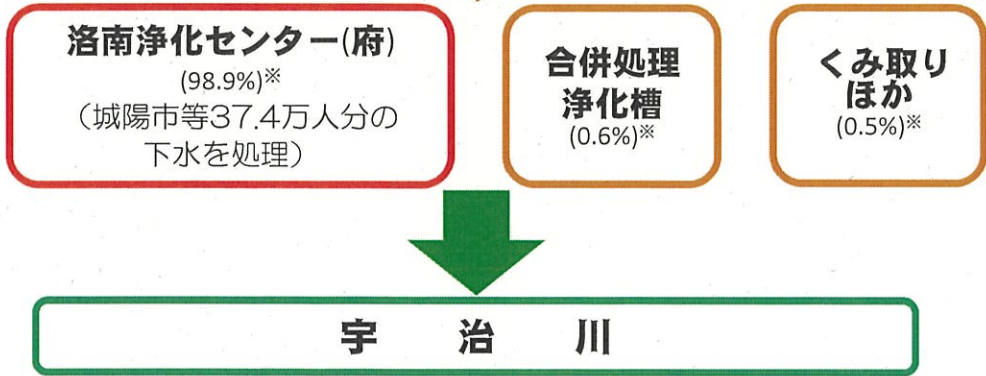 洛南浄化センター(府)
(98.9%)※
（城陽市等37.4万人分の
下水を処理）
合併処理
浄化槽
(0.6%)※
くみ取り
ほか
(0.5%)※
宇　治　川